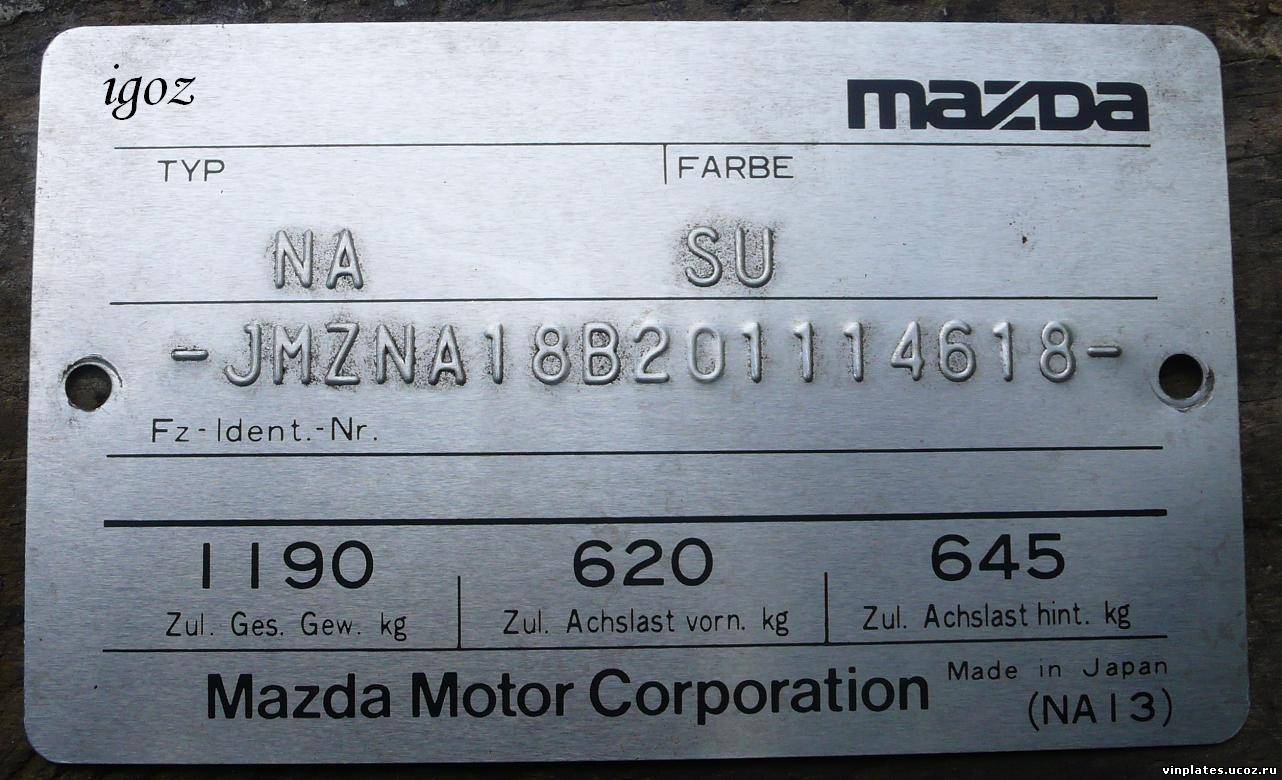 igoz
mazda
TYP FARBE
NA SU
-JMZNA18B201114618-
Fz-Ident.-Nr.
1190 620 645
Zul. Ges. Gew. kg Zul. Achslast vorn. kg Zul. Achslast hint. kg
Mazda Motor Corporation Made in Japan
(NA13)
vinplates.ucoz.ru